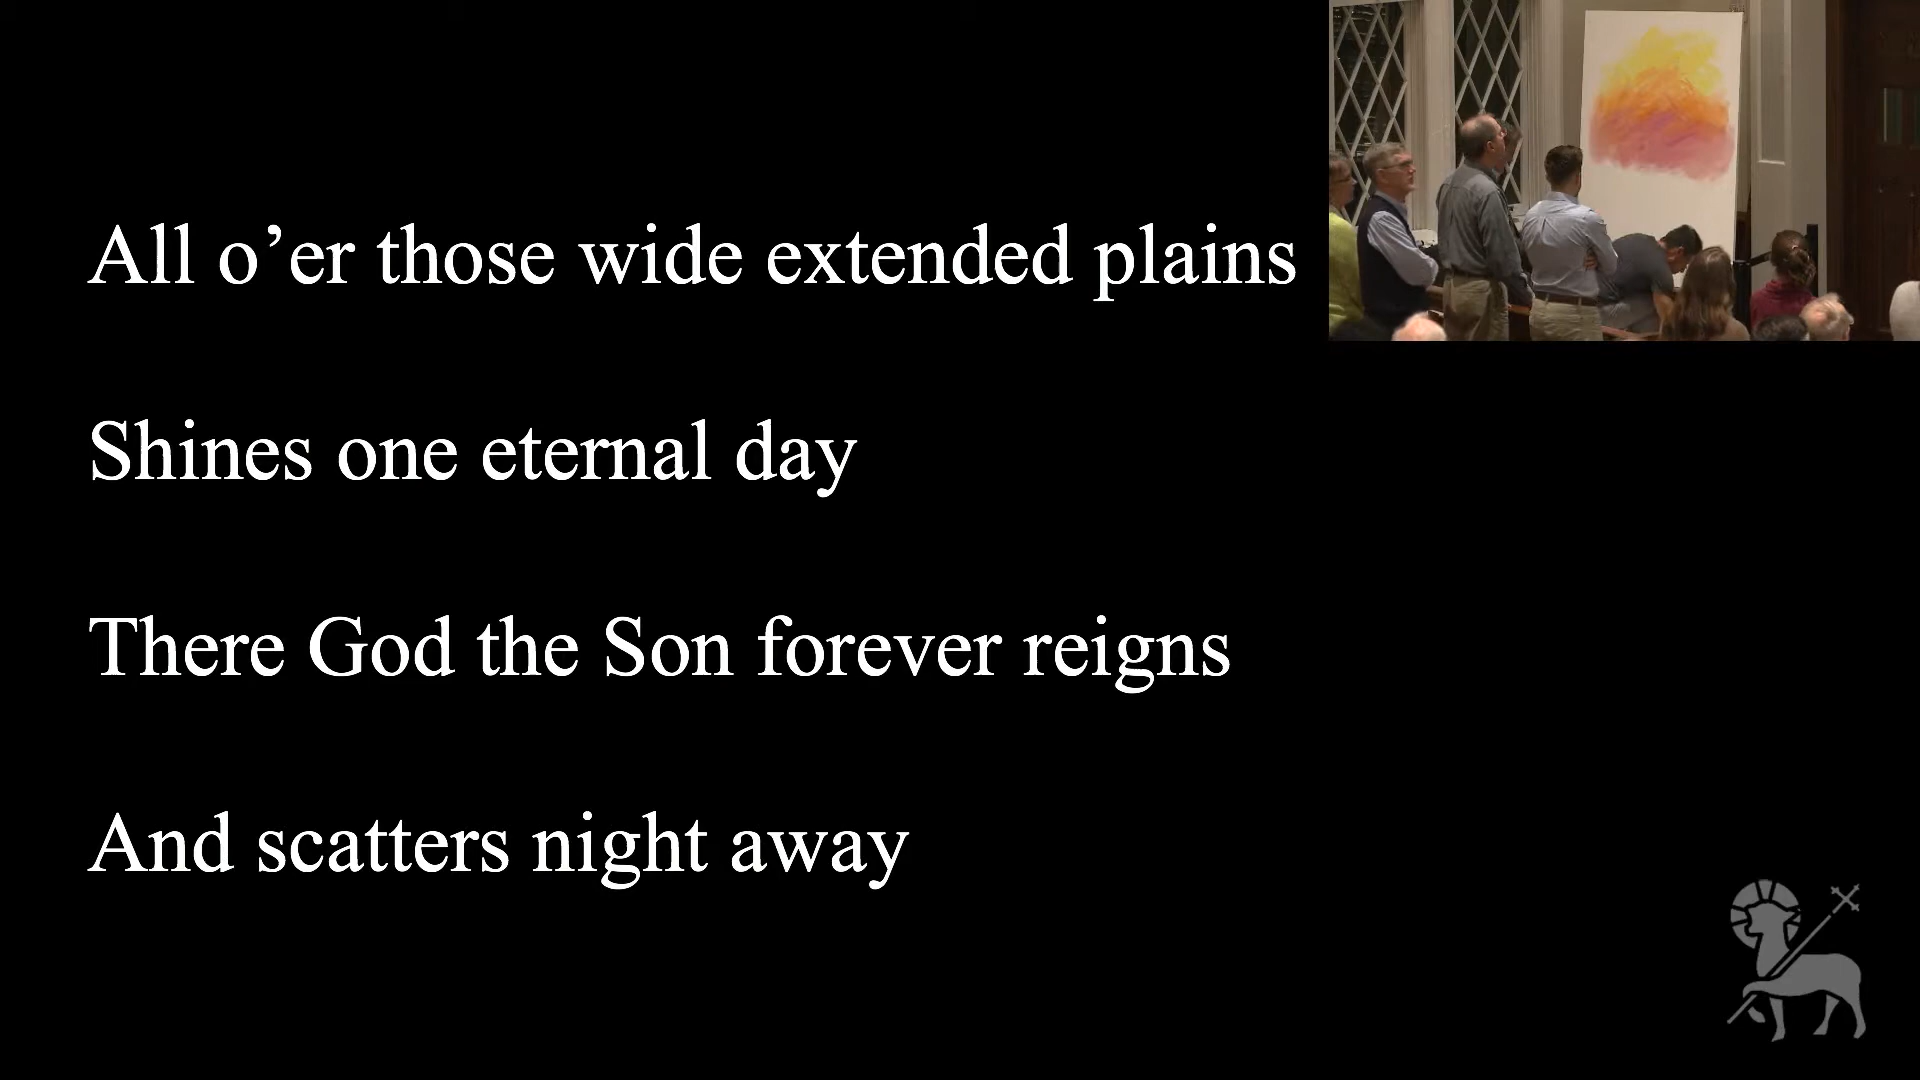 All o’er those wide extended plains
Shines one eternal day
There God the Son forever reigns
And scatters night away